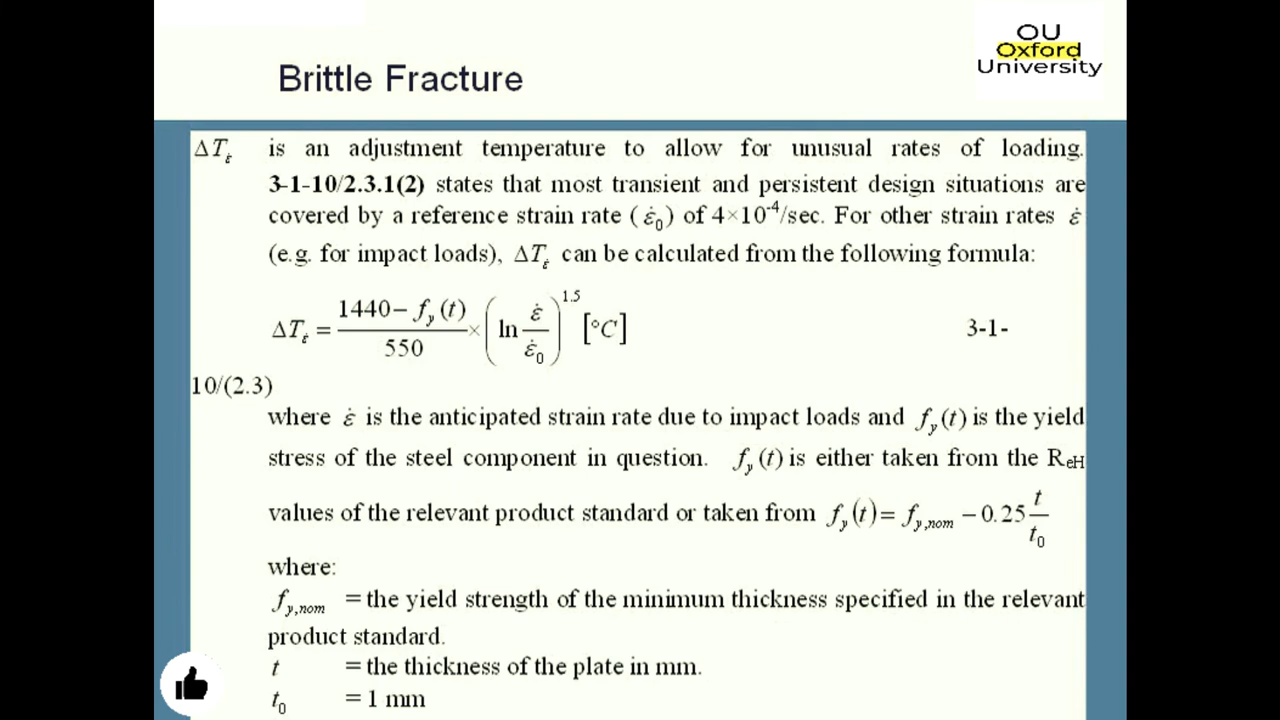 OU
Oxford
University
Brittle Fracture
ΔT_ε̇ is an adjustment temperature to allow for unusual rates of loading.
3-1-10/2.3.1(2) states that most transient and persistent design situations are
covered by a reference strain rate (ε̇₀) of 4×10⁻⁴/sec. For other strain rates ε̇
(e.g. for impact loads), ΔT_ε̇ can be calculated from the following formula:
ΔT_ε̇ = (1440 − f_y(t))/550 × (ln ε̇/ε̇₀)^1.5 [°C] 3-1-
10/(2.3)
where ε̇ is the anticipated strain rate due to impact loads and f_y(t) is the yield
stress of the steel component in question. f_y(t) is either taken from the R_eH
values of the relevant product standard or taken from f_y(t) = f_y,nom − 0.25 t/t₀
where:
f_y,nom = the yield strength of the minimum thickness specified in the relevant
product standard.
t = the thickness of the plate in mm.
t₀ = 1 mm